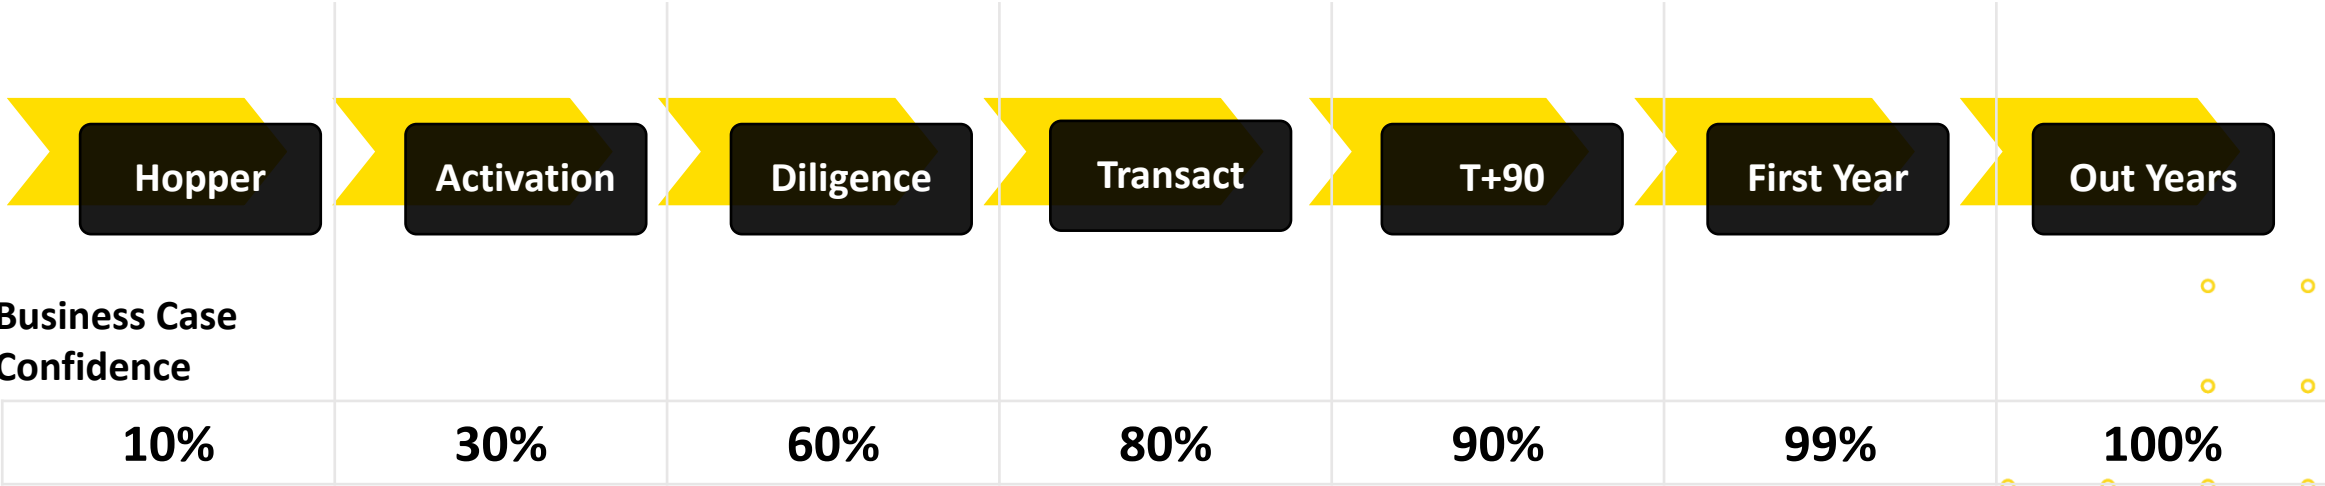 Hopper
Activation
Diligence
Transact
T+90
First Year
Out Years
Business Case
Confidence
10%
30%
60%
80%
90%
99%
100%